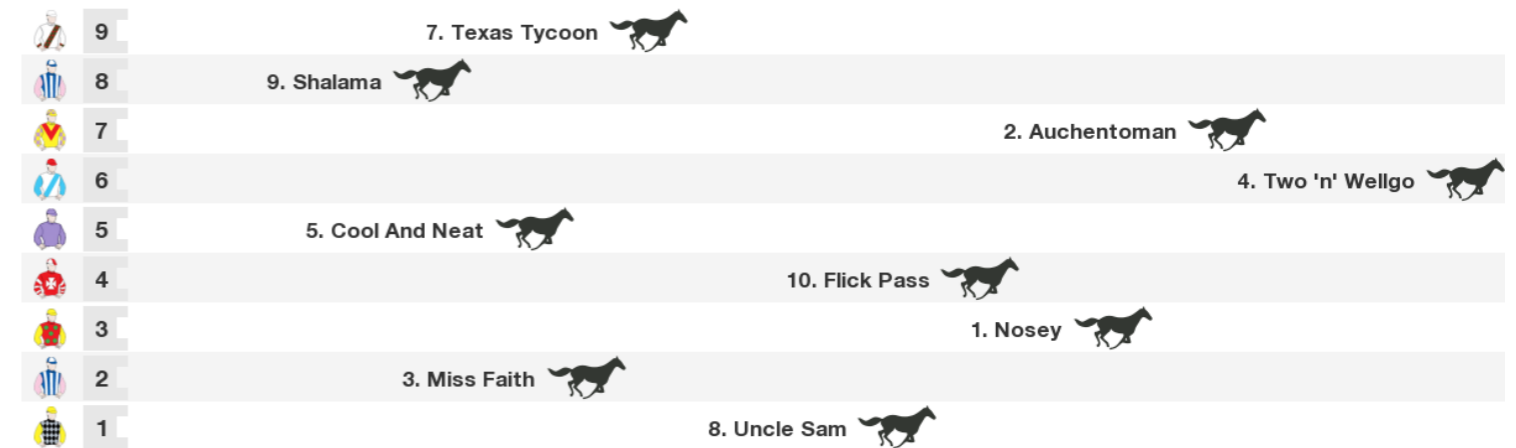 9 7. Texas Tycoon
8 9. Shalama
7 2. Auchentoman
6 4. Two 'n' Wellgo
5 5. Cool And Neat
4 10. Flick Pass
3 1. Nosey
2 3. Miss Faith
1 8. Uncle Sam